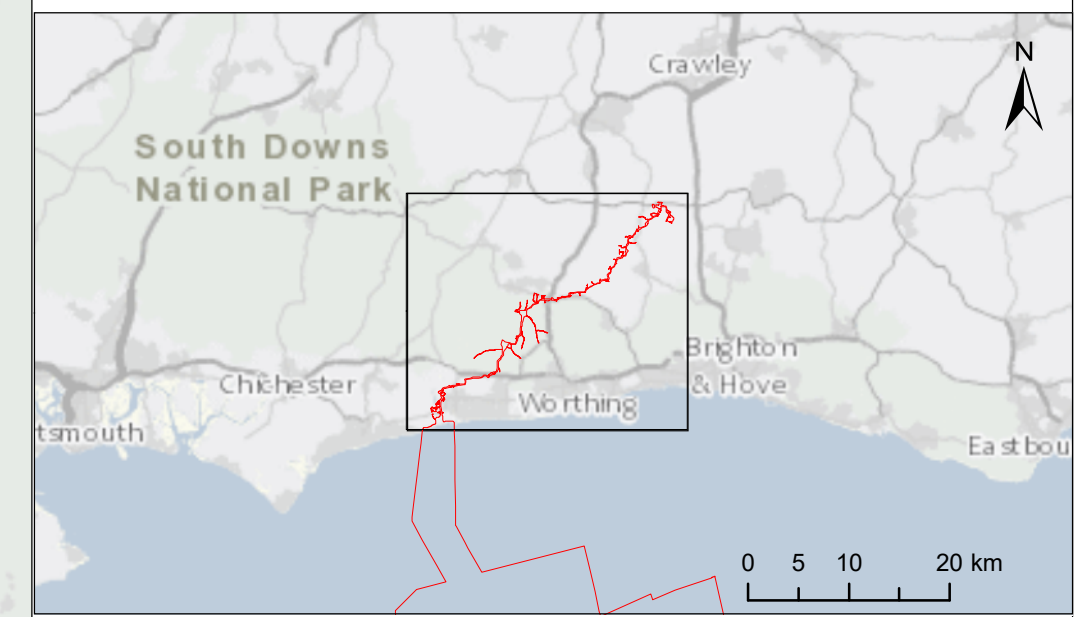 Crawley
N
South Downs
National Park
Brighton
& Hove
Chichester
Worthing
tsmouth
Eastbou
0 5 10 20 km